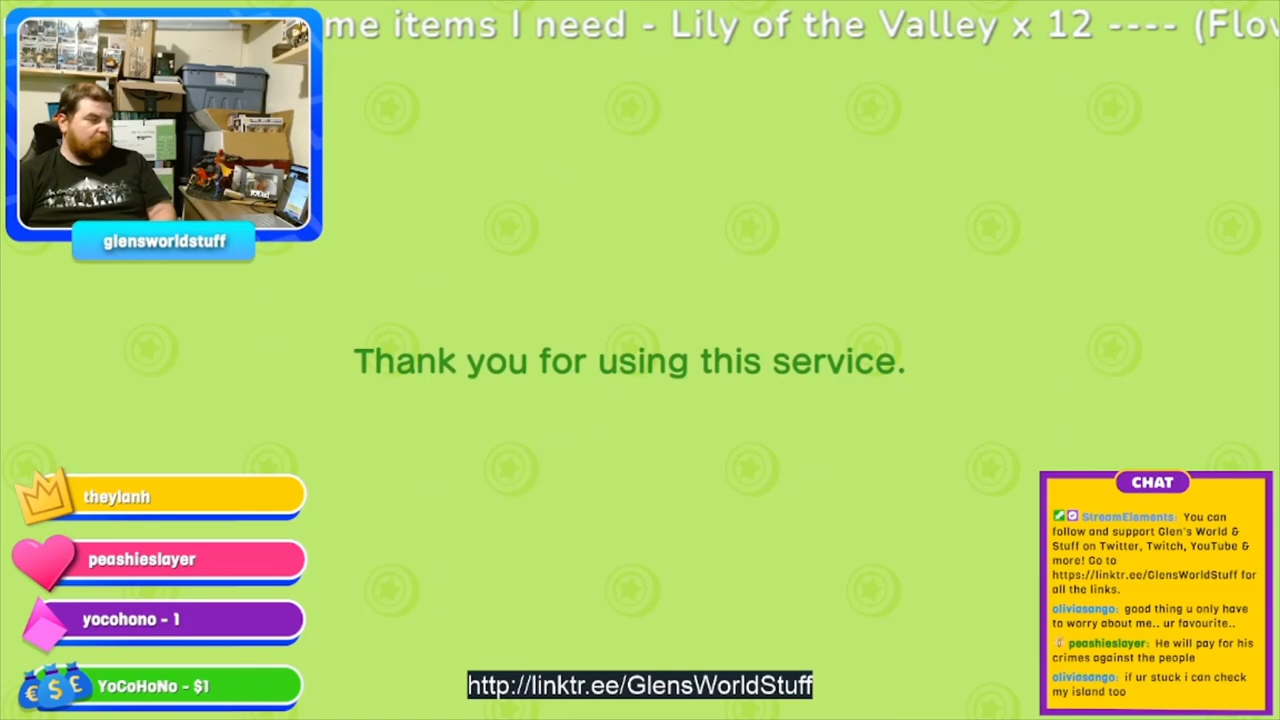 me items I need - Lily of the Valley x 12 ---- (Flow
glensworldstuff
Thank you for using this service.
theylanh
peashieslayer
yocohono - 1
YoCoHoNo - $1
http://linktr.ee/GlensWorldStuff
CHAT
StreamElements: You can
follow and support Glen's World &
Stuff on Twitter, Twitch, YouTube &
more! Go to
https://linktr.ee/GlensWorldStuff for
all the links.
oliviasango: good thing u only have
to worry about me.. ur favourite..
peashieslayer: He will pay for his
crimes against the people
oliviasango: if ur stuck i can check
my island too